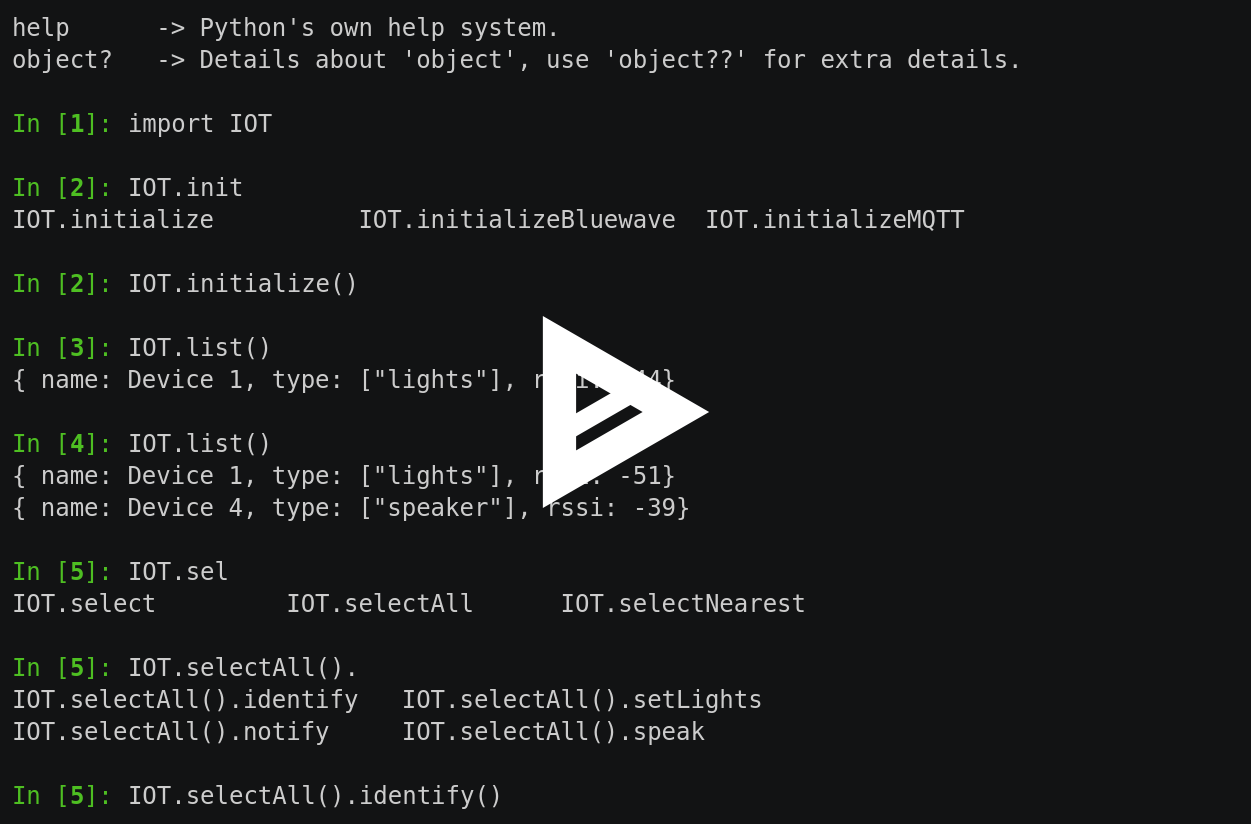 help      -> Python's own help system.
object?   -> Details about 'object', use 'object??' for extra details.
In [1]: import IOT
In [2]: IOT.init
IOT.initialize          IOT.initializeBluewave  IOT.initializeMQTT
In [2]: IOT.initialize()
In [3]: IOT.list()
{ name: Device 1, type: ["lights"], 44}
In [4]: IOT.list()
{ name: Device 1, type: ["lights"], -51}
{ name: Device 4, type: ["speaker"], rssi: -39}
In [5]: IOT.sel
IOT.select         IOT.selectAll      IOT.selectNearest
In [5]: IOT.selectAll().
IOT.selectAll().identify   IOT.selectAll().setLights
IOT.selectAll().notify     IOT.selectAll().speak
In [5]: IOT.selectAll().identify()